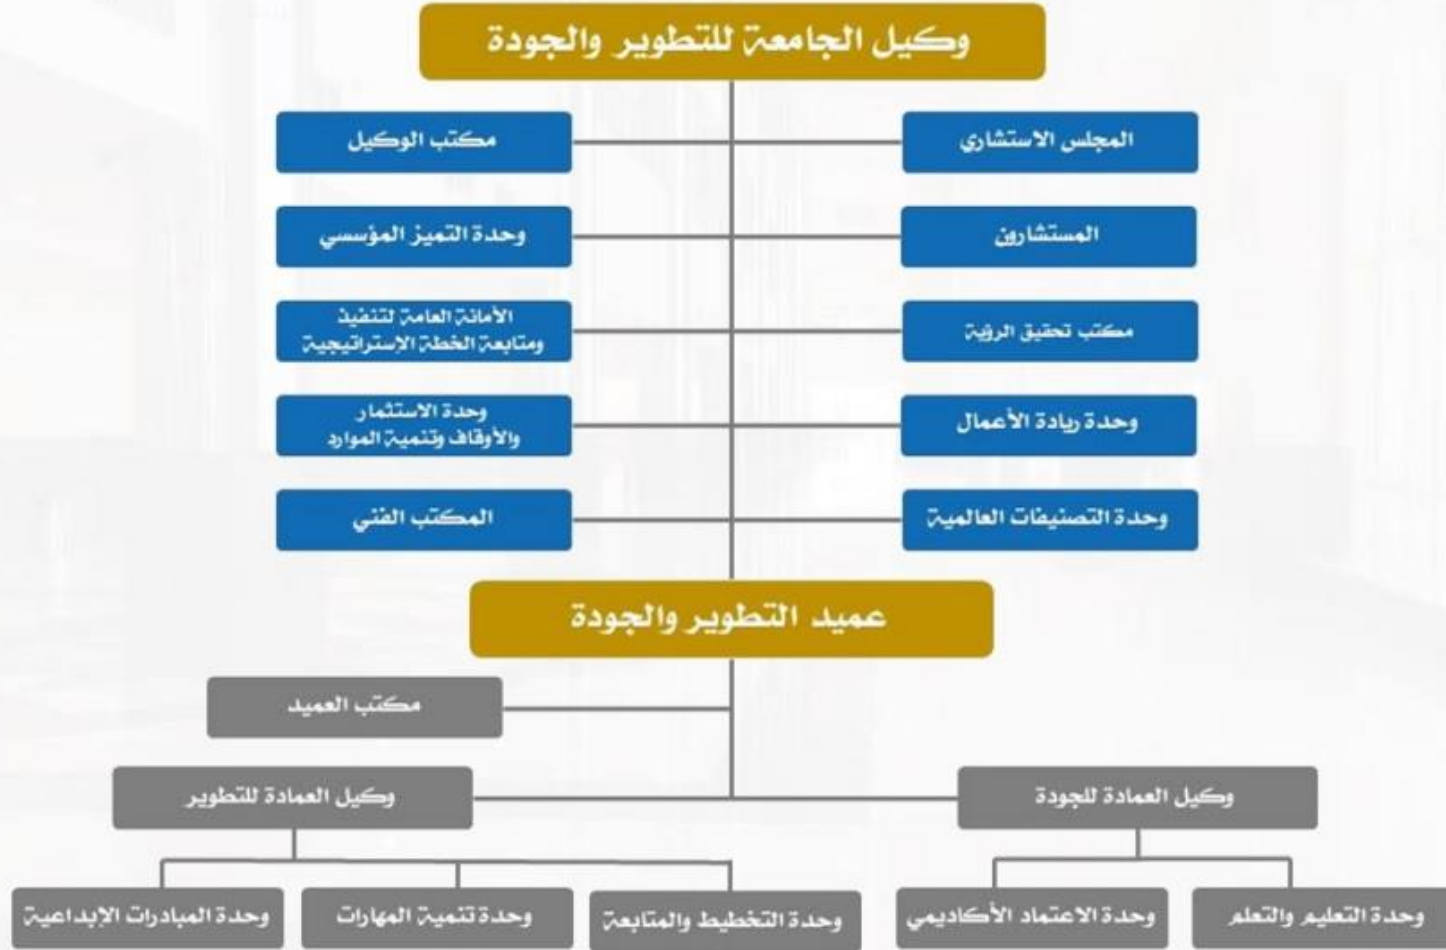 وكيل الجامعة للتطوير والجودة
المجلس الاستشاري
مكتب الوكيل
المستشارون
وحدة التميز المؤسسي
مكتب تحقيق الرؤية
الأمانة العامة لتنفيذ
ومتابعة الخطة الإستراتيجية
وحدة ريادة الأعمال
وحدة الاستثمار
والأوقاف وتنمية الموارد
وحدة التصنيفات العالمية
المكتب الفني
عميد التطوير والجودة
مكتب العميد
وكيل العمادة للجودة
وكيل العمادة للتطوير
وحدة التعليم والتعلم
وحدة الاعتماد الأكاديمي
وحدة التخطيط والمتابعة
وحدة تنمية المهارات
وحدة المبادرات الإبداعية